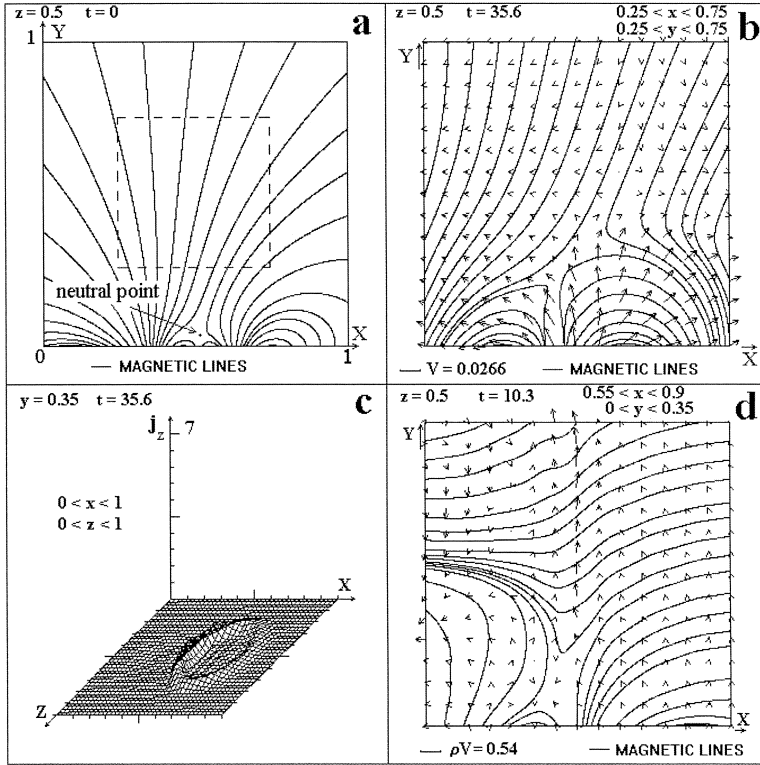 z = 0.5 t = 0
a
1
Y
neutral point
X
0
1
— MAGNETIC LINES
z = 0.5 t = 35.6
0.25 < x < 0.75
0.25 < y < 0.75
b
Y
X
— V = 0.0266 — MAGNETIC LINES
y = 0.35 t = 35.6
c
j_z
7
0 < x < 1
0 < z < 1
X
Z
z = 0.5 t = 10.3
0.55 < x < 0.9
0 < y < 0.35
d
Y
X
— ρV = 0.54 — MAGNETIC LINES